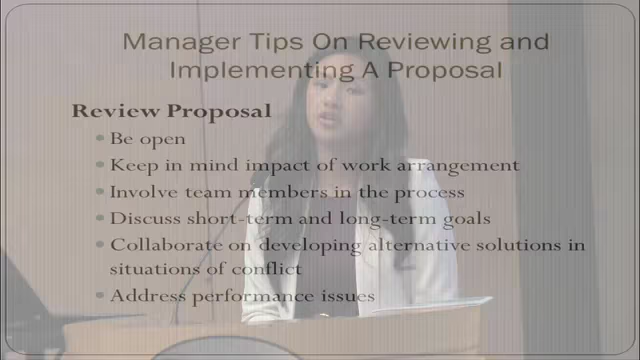 Manager Tips On Reviewing and
Implementing A Proposal
Review Proposal
• Be open
• Keep in mind impact of work arrangement
• Involve team members in the process
• Discuss short-term and long-term goals
• Collaborate on developing alternative solutions in
situations of conflict
• Address performance issues